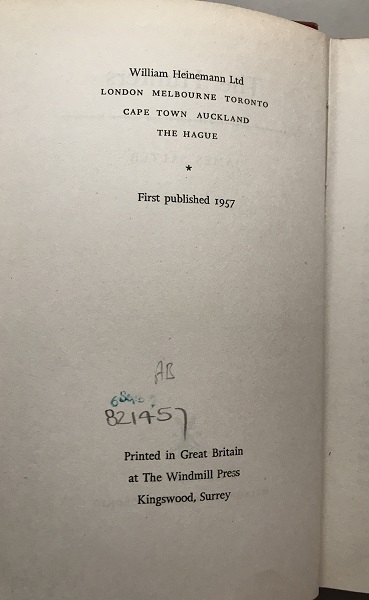 William Heinemann Ltd
LONDON MELBOURNE TORONTO
CAPE TOWN AUCKLAND
THE HAGUE
*
First published 1957
AB
821457
Printed in Great Britain
at The Windmill Press
Kingswood, Surrey